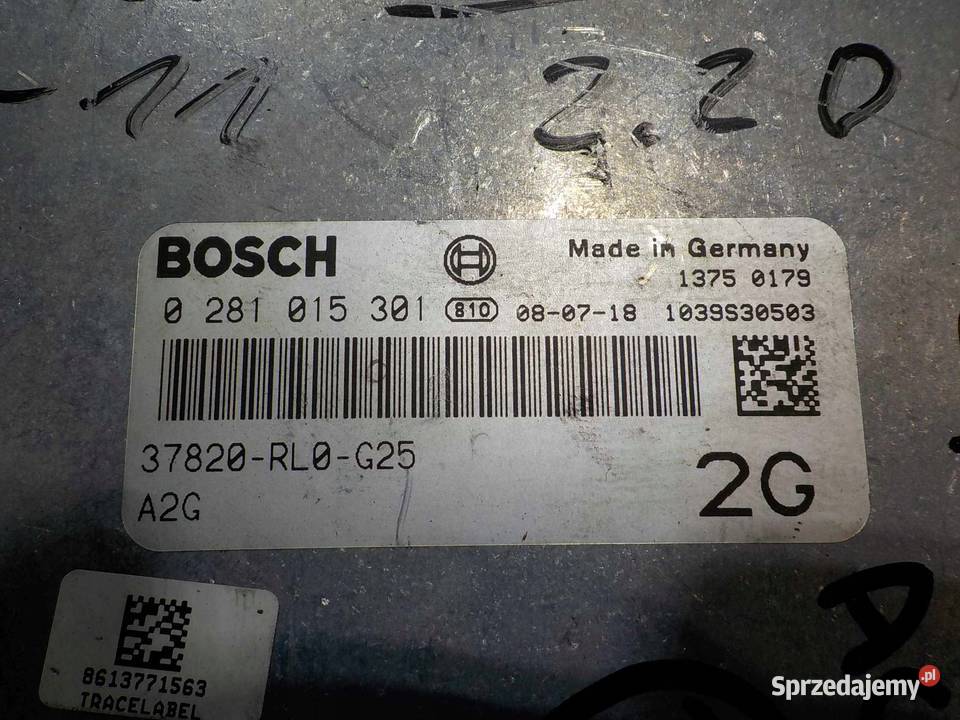 -.11 2.20
BOSCH
Made in Germany
1375 0179
0 281 015 301 810 08-07-18 1039S30503
37820-RL0-G25
A2G
2G
8613771563
TRACELABEL
Sprzedajemy.pl